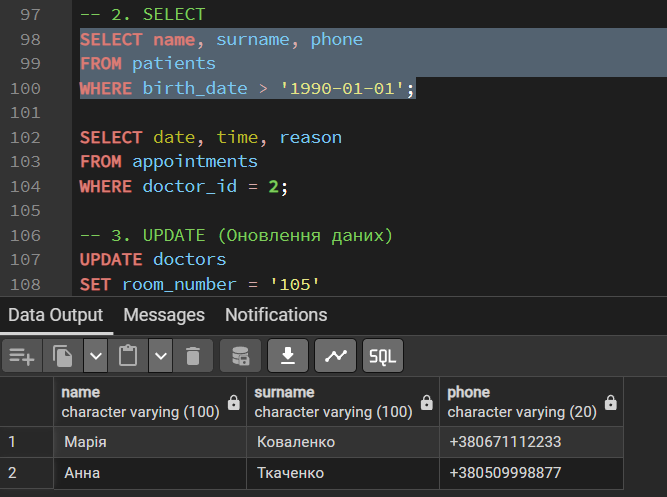 97 -- 2. SELECT
98 SELECT name, surname, phone
99 FROM patients
100 WHERE birth_date > '1990-01-01';
101
102 SELECT date, time, reason
103 FROM appointments
104 WHERE doctor_id = 2;
105
106 -- 3. UPDATE (Оновлення даних)
107 UPDATE doctors
108 SET room_number = '105'
Data Output Messages Notifications
SQL
name surname phone
character varying (100) character varying (100) character varying (20)
1 Марія Коваленко +380671112233
2 Анна Ткаченко +380509998877